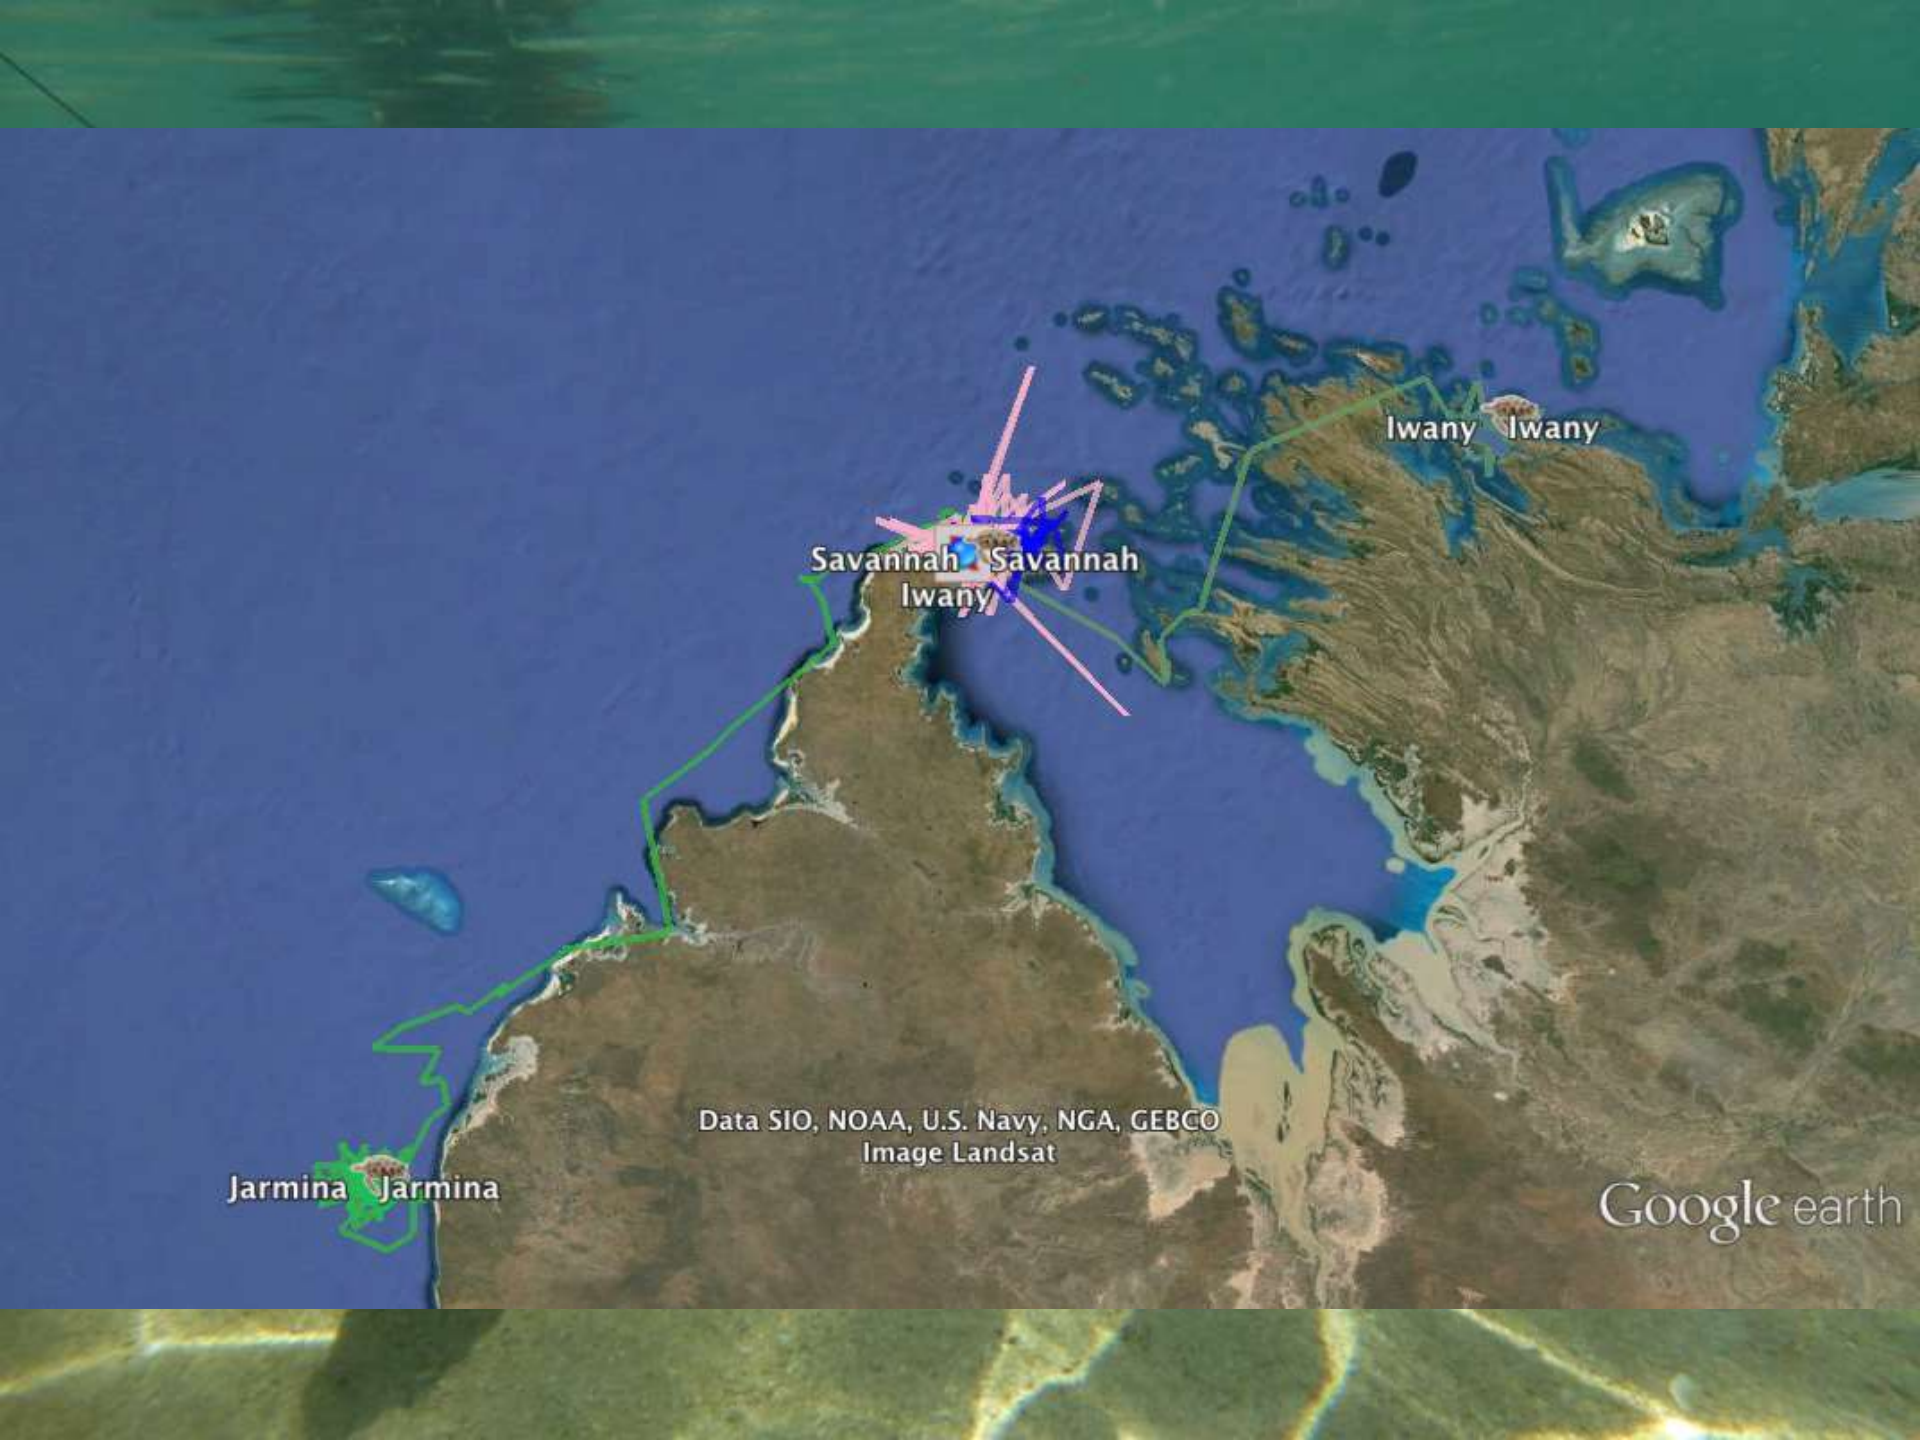 Iwany Iwany
Savannah Savannah
Iwany
Data SIO, NOAA, U.S. Navy, NGA, GEBCO
Image Landsat
Jarmina Jarmina
Google earth